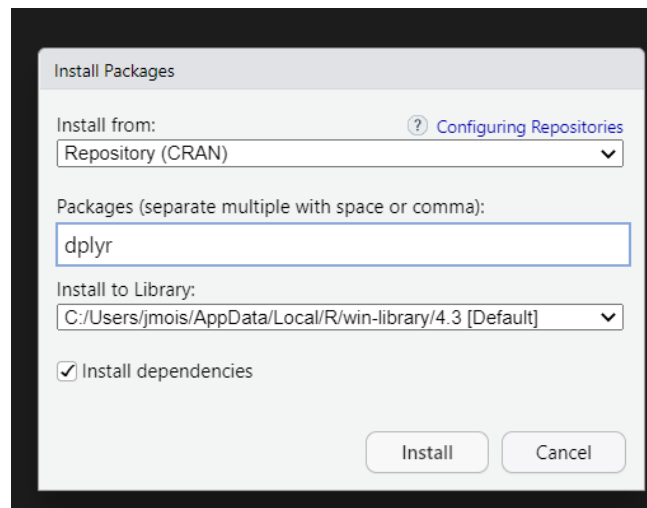 Install Packages
Install from:
? Configuring Repositories
Repository (CRAN)
Packages (separate multiple with space or comma):
dplyr
Install to Library:
C:/Users/jmois/AppData/Local/R/win-library/4.3 [Default]
Install dependencies
Install
Cancel